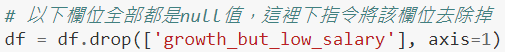 # 以下欄位全部都是null值，這裡下指令將該欄位去除掉
df = df.drop(['growth_but_low_salary'], axis=1)